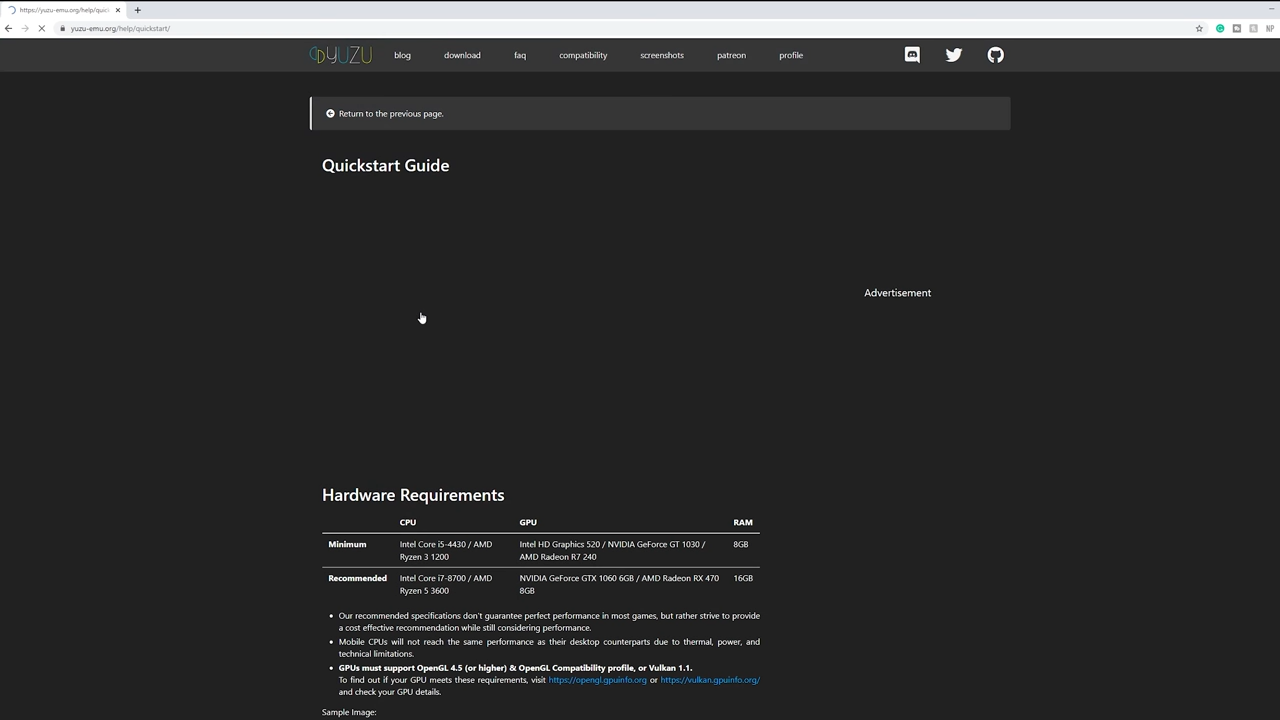 https://yuzu-emu.org/help/quick
yuzu-emu.org/help/quickstart/
NP
YUZU blog download faq compatibility screenshots patreon profile
Return to the previous page.
Quickstart Guide
Advertisement
Hardware Requirements
CPU GPU RAM
Minimum Intel Core i5-4430 / AMD Intel HD Graphics 520 / NVIDIA GeForce GT 1030 / 8GB
Ryzen 3 1200 AMD Radeon R7 240
Recommended Intel Core i7-8700 / AMD NVIDIA GeForce GTX 1060 6GB / AMD Radeon RX 470 16GB
Ryzen 5 3600 8GB
• Our recommended specifications don't guarantee perfect performance in most games, but rather strive to provide
a cost effective recommendation while still considering performance.
• Mobile CPUs will not reach the same performance as their desktop counterparts due to thermal, power, and
technical limitations.
• GPUs must support OpenGL 4.5 (or higher) & OpenGL Compatibility profile, or Vulkan 1.1.
To find out if your GPU meets these requirements, visit https://opengl.gpuinfo.org or https://vulkan.gpuinfo.org/
and check your GPU details.
Sample Image: